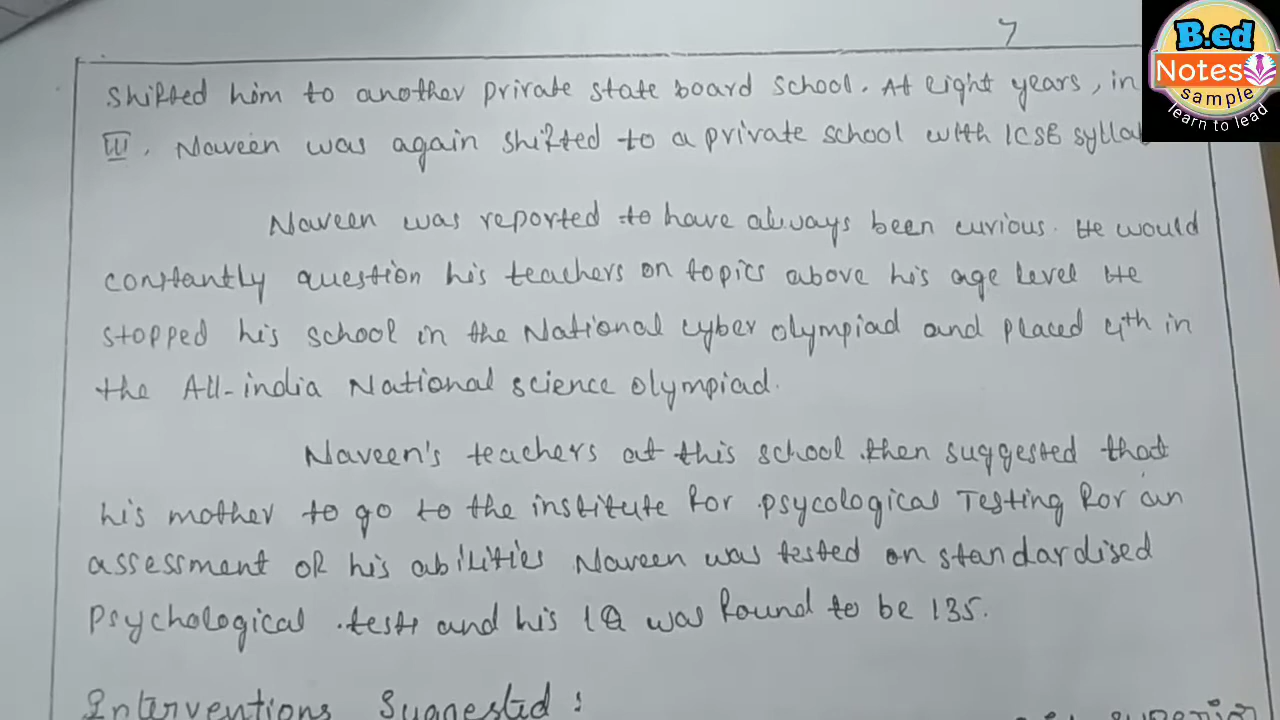 7
B.ed
Notes
sample
learn to lead
shifted him to another private state board school. At eight years, in
III. Naveen was again shifted to a private school with ICSE sylla
Naveen was reported to have always been curious. He would
constantly question his teachers on topics above his age level He
stopped his school in the National cyber olympiad and placed 4th in
the All-india National science olympiad.
Naveen's teachers at this school then suggested that
his mother to go to the institute for psycological Testing for an
assessment of his abilities Naveen was tested on standardised
Psychological tests and his IQ was found to be 135.
Interventions Suggested :
superior